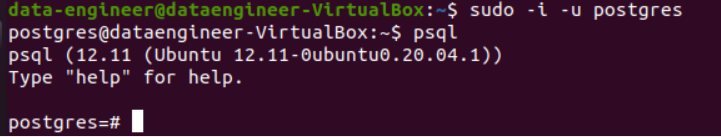 data-engineer@dataengineer-VirtualBox:~$ sudo -i -u postgres
postgres@dataengineer-VirtualBox:~$ psql
psql (12.11 (Ubuntu 12.11-0ubuntu0.20.04.1))
Type "help" for help.
postgres=#